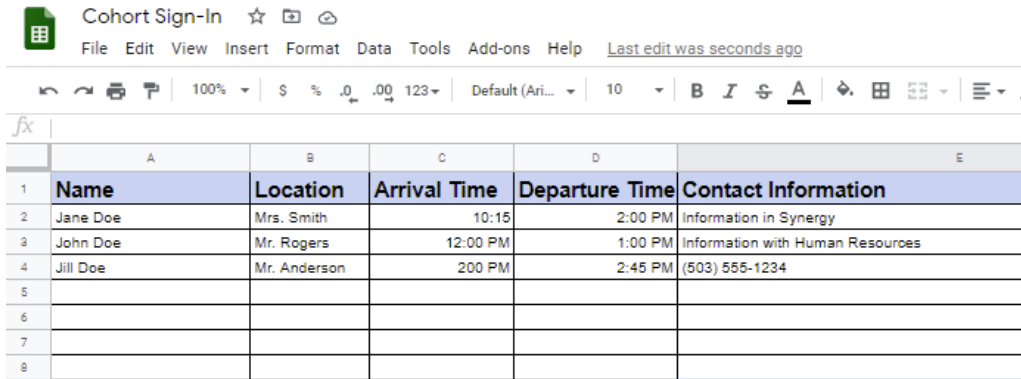 Cohort Sign-In
File Edit View Insert Format Data Tools Add-ons Help Last edit was seconds ago
100% $ % .0 .00 123 Default (Ari... 10 B I S A
fx
A B C D E
1 Name Location Arrival Time Departure Time Contact Information
2 Jane Doe Mrs. Smith 10:15 2:00 PM Information in Synergy
3 John Doe Mr. Rogers 12:00 PM 1:00 PM Information with Human Resources
4 Jill Doe Mr. Anderson 200 PM 2:45 PM (503) 555-1234
5
6
7
8